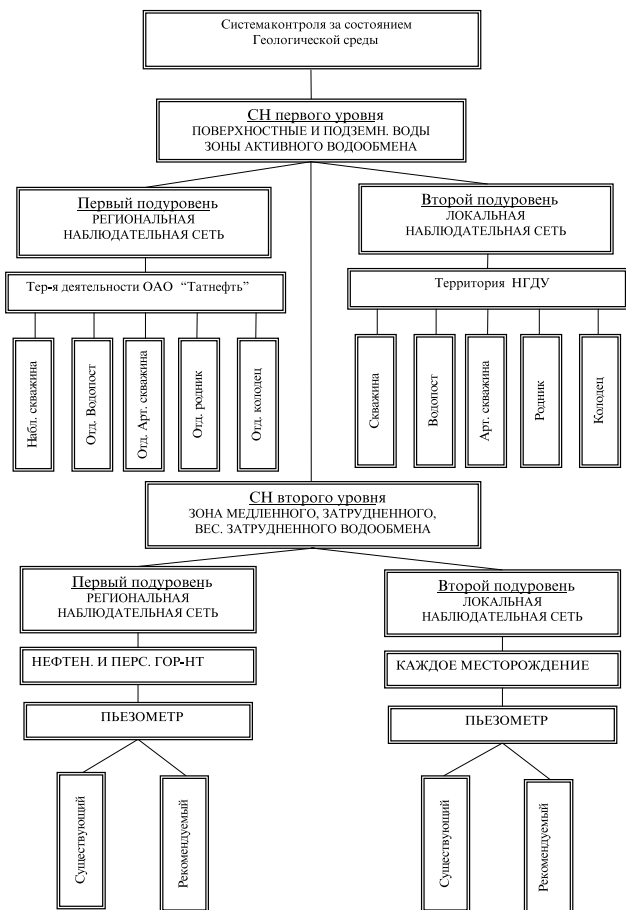 Системаконтроля за состоянием
Геологической среды
СН первого уровня
ПОВЕРХНОСТНЫЕ И ПОДЗЕМН. ВОДЫ
ЗОНЫ АКТИВНОГО ВОДООБМЕНА
Первый подуровень
РЕГИОНАЛЬНАЯ
НАБЛЮДАТЕЛЬНАЯ СЕТЬ
Второй подуровень
ЛОКАЛЬНАЯ
НАБЛЮДАТЕЛЬНАЯ СЕТЬ
Тер-я деятельности ОАО “Татнефть”
Территория НГДУ
Набл. скважина
Отд. Водопост
Отд. Арт. скважина
Отд. родник
Отд. колодец
Скважина
Водопост
Арт. скважина
Родник
Колодец
СН второго уровня
ЗОНА МЕДЛЕННОГО, ЗАТРУДНЕННОГО,
ВЕС. ЗАТРУДНЕННОГО ВОДООБМЕНА
Первый подуровень
РЕГИОНАЛЬНАЯ
НАБЛЮДАТЕЛЬНАЯ СЕТЬ
Второй подуровень
ЛОКАЛЬНАЯ
НАБЛЮДАТЕЛЬНАЯ СЕТЬ
НЕФТЕН. И ПЕРС. ГОР-НТ
КАЖДОЕ МЕСТОРОЖДЕНИЕ
ПЬЕЗОМЕТР
ПЬЕЗОМЕТР
Существующий
Рекомендуемый
Существующий
Рекомендуемый